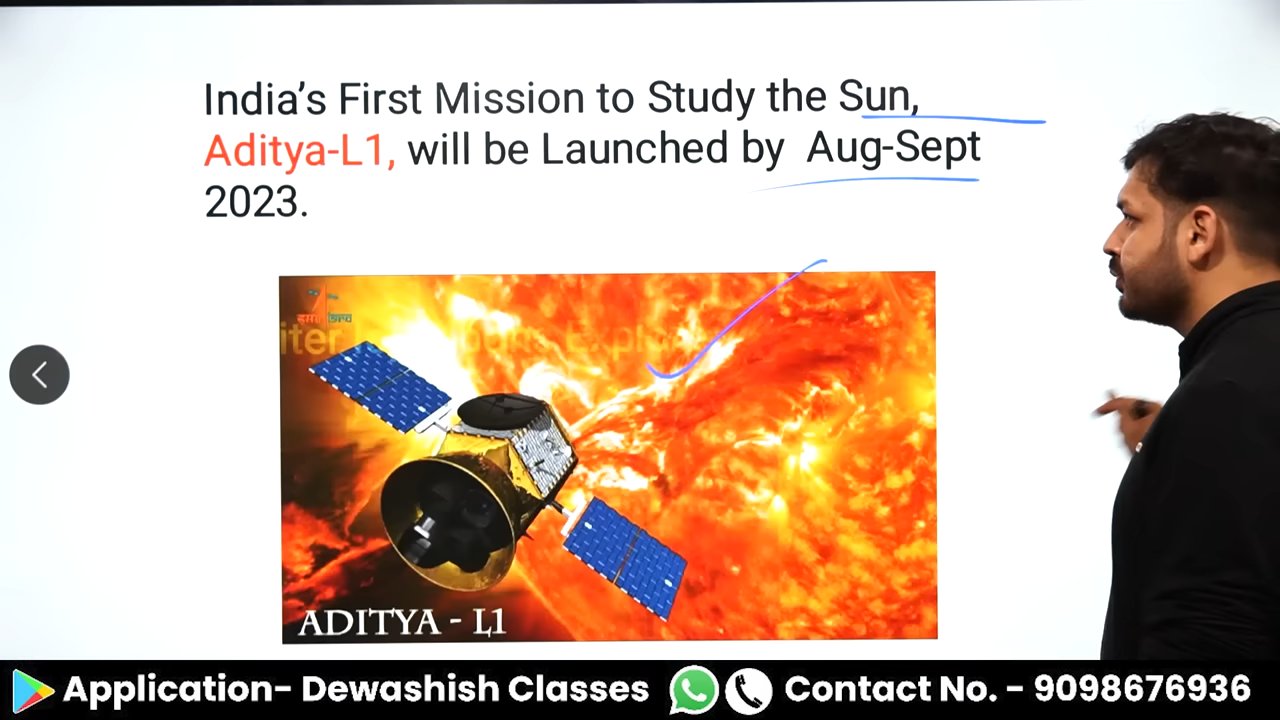 India’s First Mission to Study the Sun,
Aditya-L1, will be Launched by Aug-Sept
2023.
ADITYA - L1
Application- Dewashish Classes
Contact No. - 9098676936